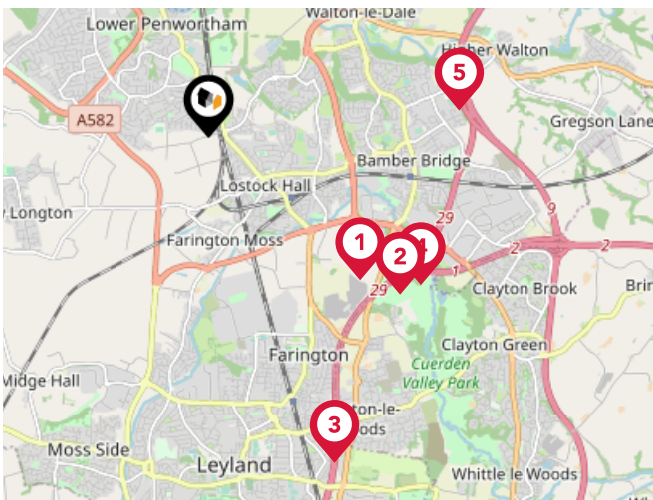 Walton-le-Dale
Lower Penwortham
Higher Walton
5
A582
Gregson Lane
Bamber Bridge
Lostock Hall
Longton
9
29
Farington Moss
1
2
4
2
2
1
29
Clayton Brook
Clayton Green
Farington
Cuerden
Valley Park
Midge Hall
3
Moss Side
Leyland
Whittle le Woods